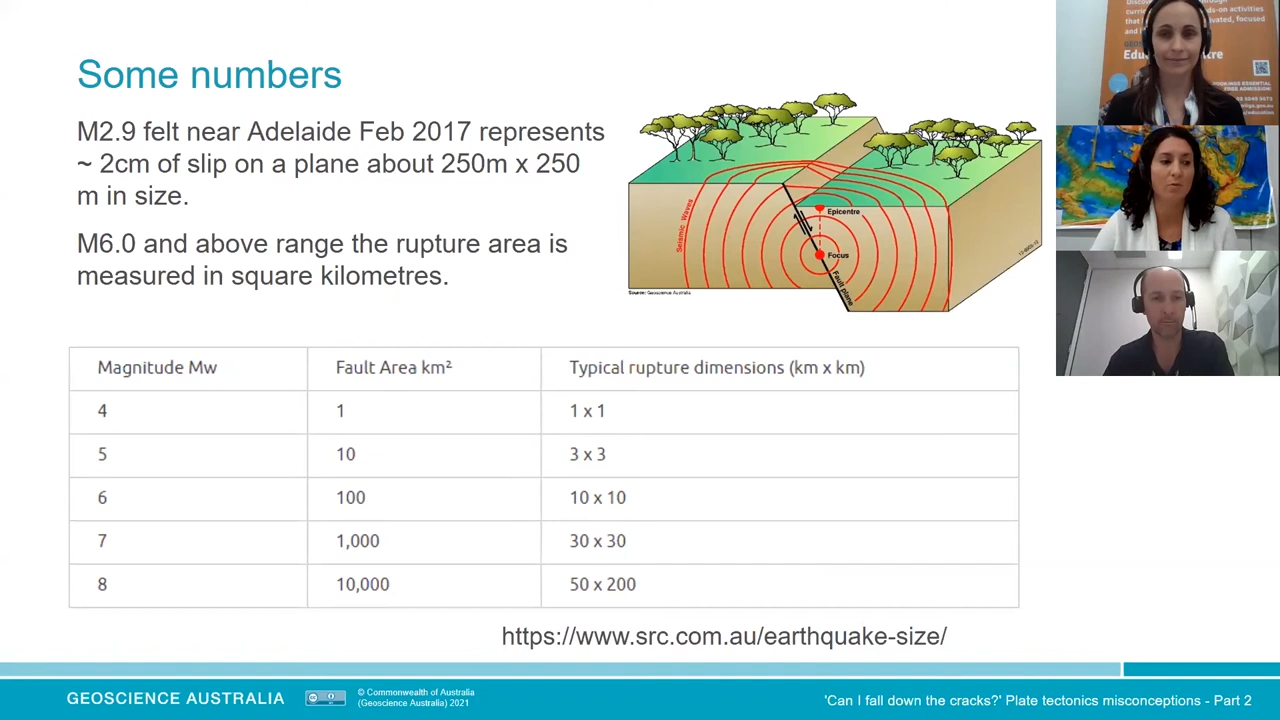 Some numbers
M2.9 felt near Adelaide Feb 2017 represents
~ 2cm of slip on a plane about 250m x 250
m in size.
M6.0 and above range the rupture area is
measured in square kilometres.
Seismic Waves
Epicentre
Focus
Fault plane
Source: Geoscience Australia
Magnitude Mw Fault Area km² Typical rupture dimensions (km x km)
4 1 1 x 1
5 10 3 x 3
6 100 10 x 10
7 1,000 30 x 30
8 10,000 50 x 200
https://www.src.com.au/earthquake-size/
GEOSCIENCE AUSTRALIA
cc
BY
© Commonwealth of Australia
(Geoscience Australia) 2021
'Can I fall down the cracks?' Plate tectonics misconceptions - Part 2